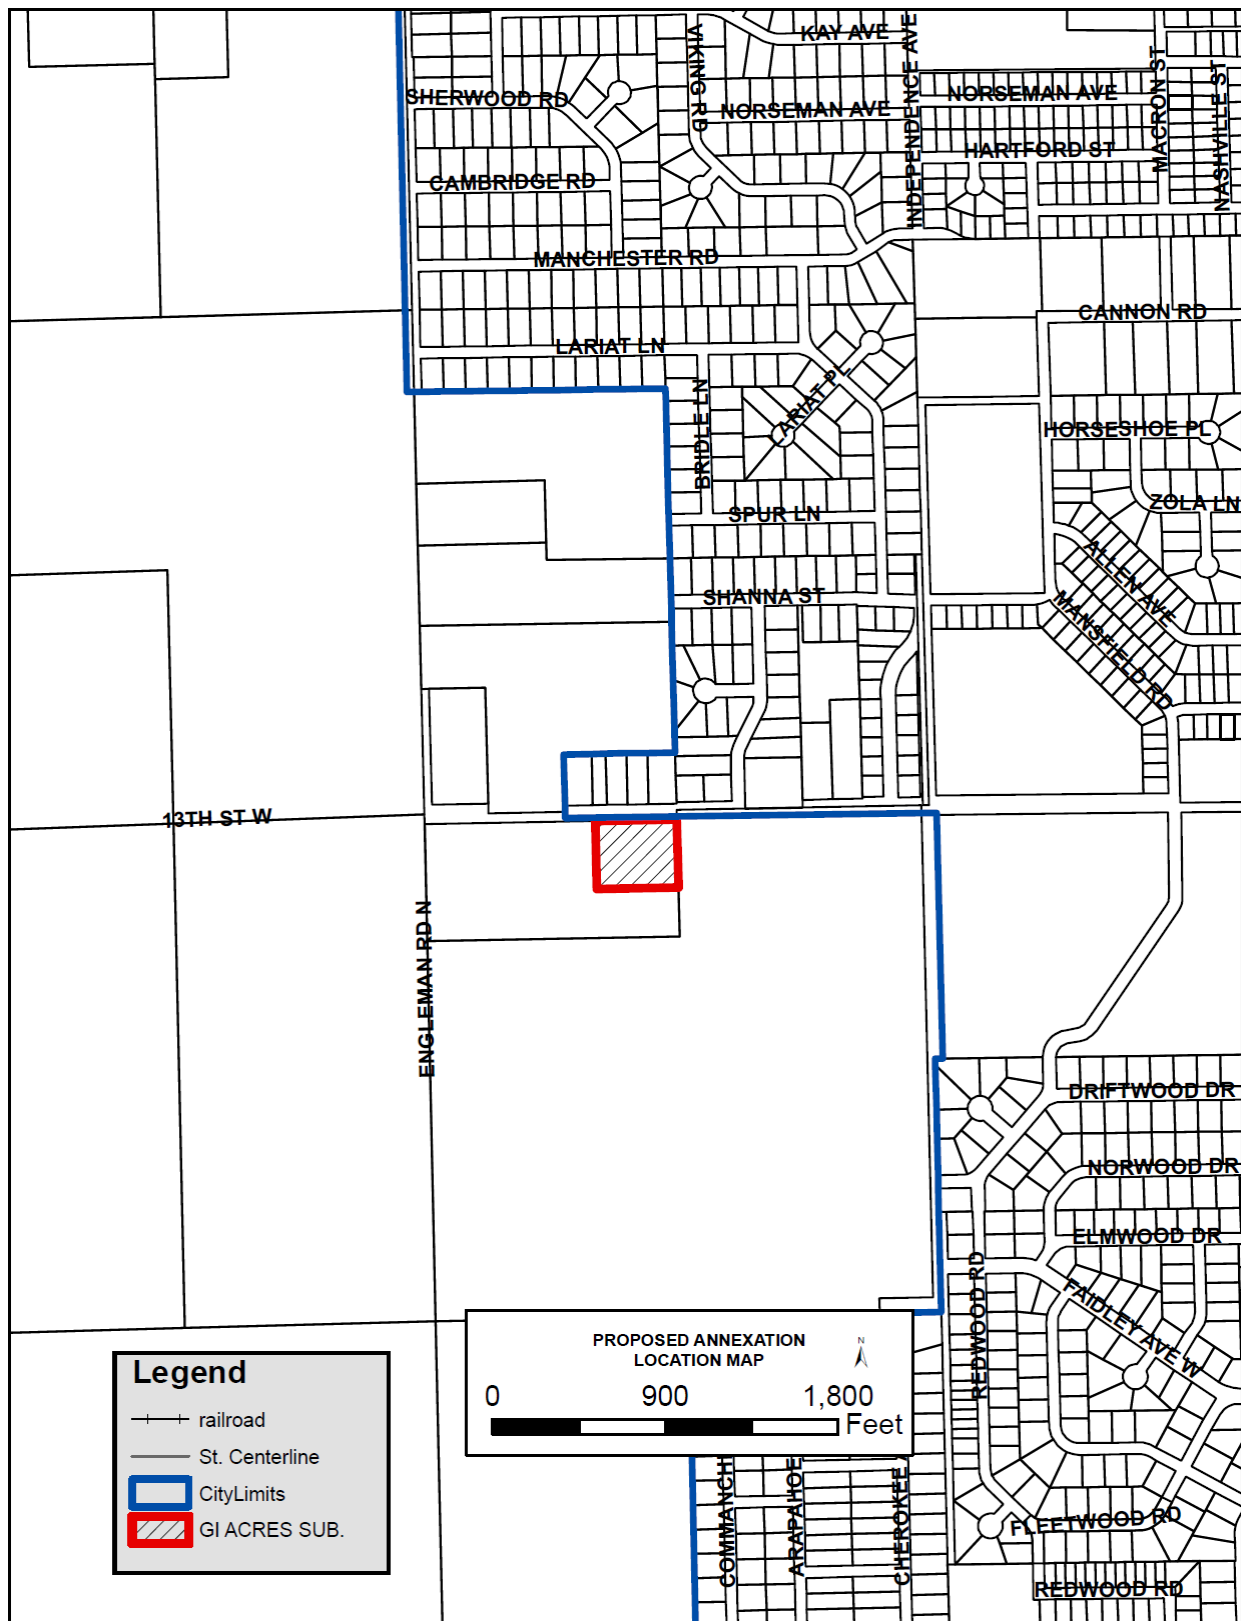 KAY AVE
VIKING RD
INDEPENDENCE AVE
MACRON ST
NASHVILLE ST
SHERWOOD RD
NORSEMAN AVE
NORSEMAN AVE
HARTFORD ST
CAMBRIDGE RD
MANCHESTER RD
CANNON RD
LARIAT LN
LARIAT PL
BRIDLE LN
HORSESHOE PL
SPUR LN
ZOLA LN
ALLEN AVE
SHANNA ST
MANSFIELD RD
13TH ST W
ENGLEMAN RD N
DRIFTWOOD DR
NORWOOD DR
ELMWOOD DR
REDWOOD RD
FAIDLEY AVE W
PROPOSED ANNEXATION
LOCATION MAP
N
0 900 1,800
Feet
Legend
railroad
St. Centerline
CityLimits
GI ACRES SUB.
COMMANCH
ARAPAHOE
CHEROKEE
FLEETWOOD RD
REDWOOD RD